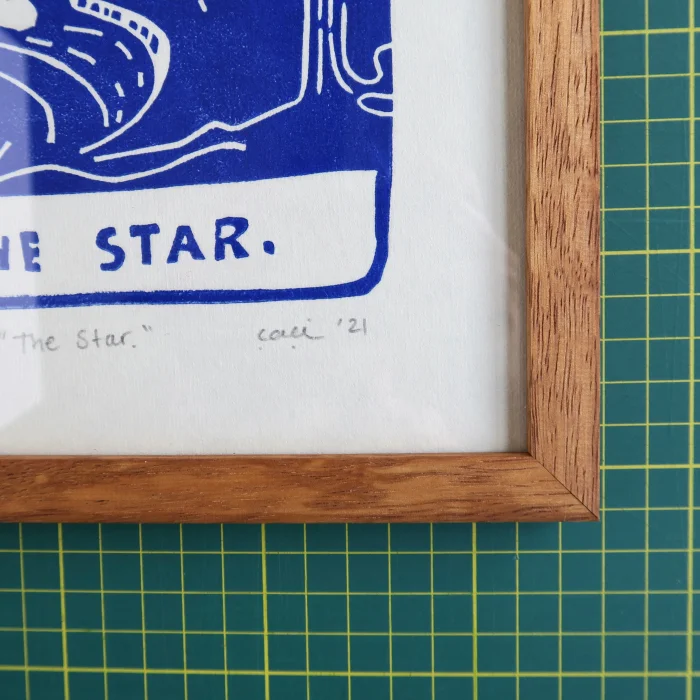 HE STAR.
"The Star." caci '21